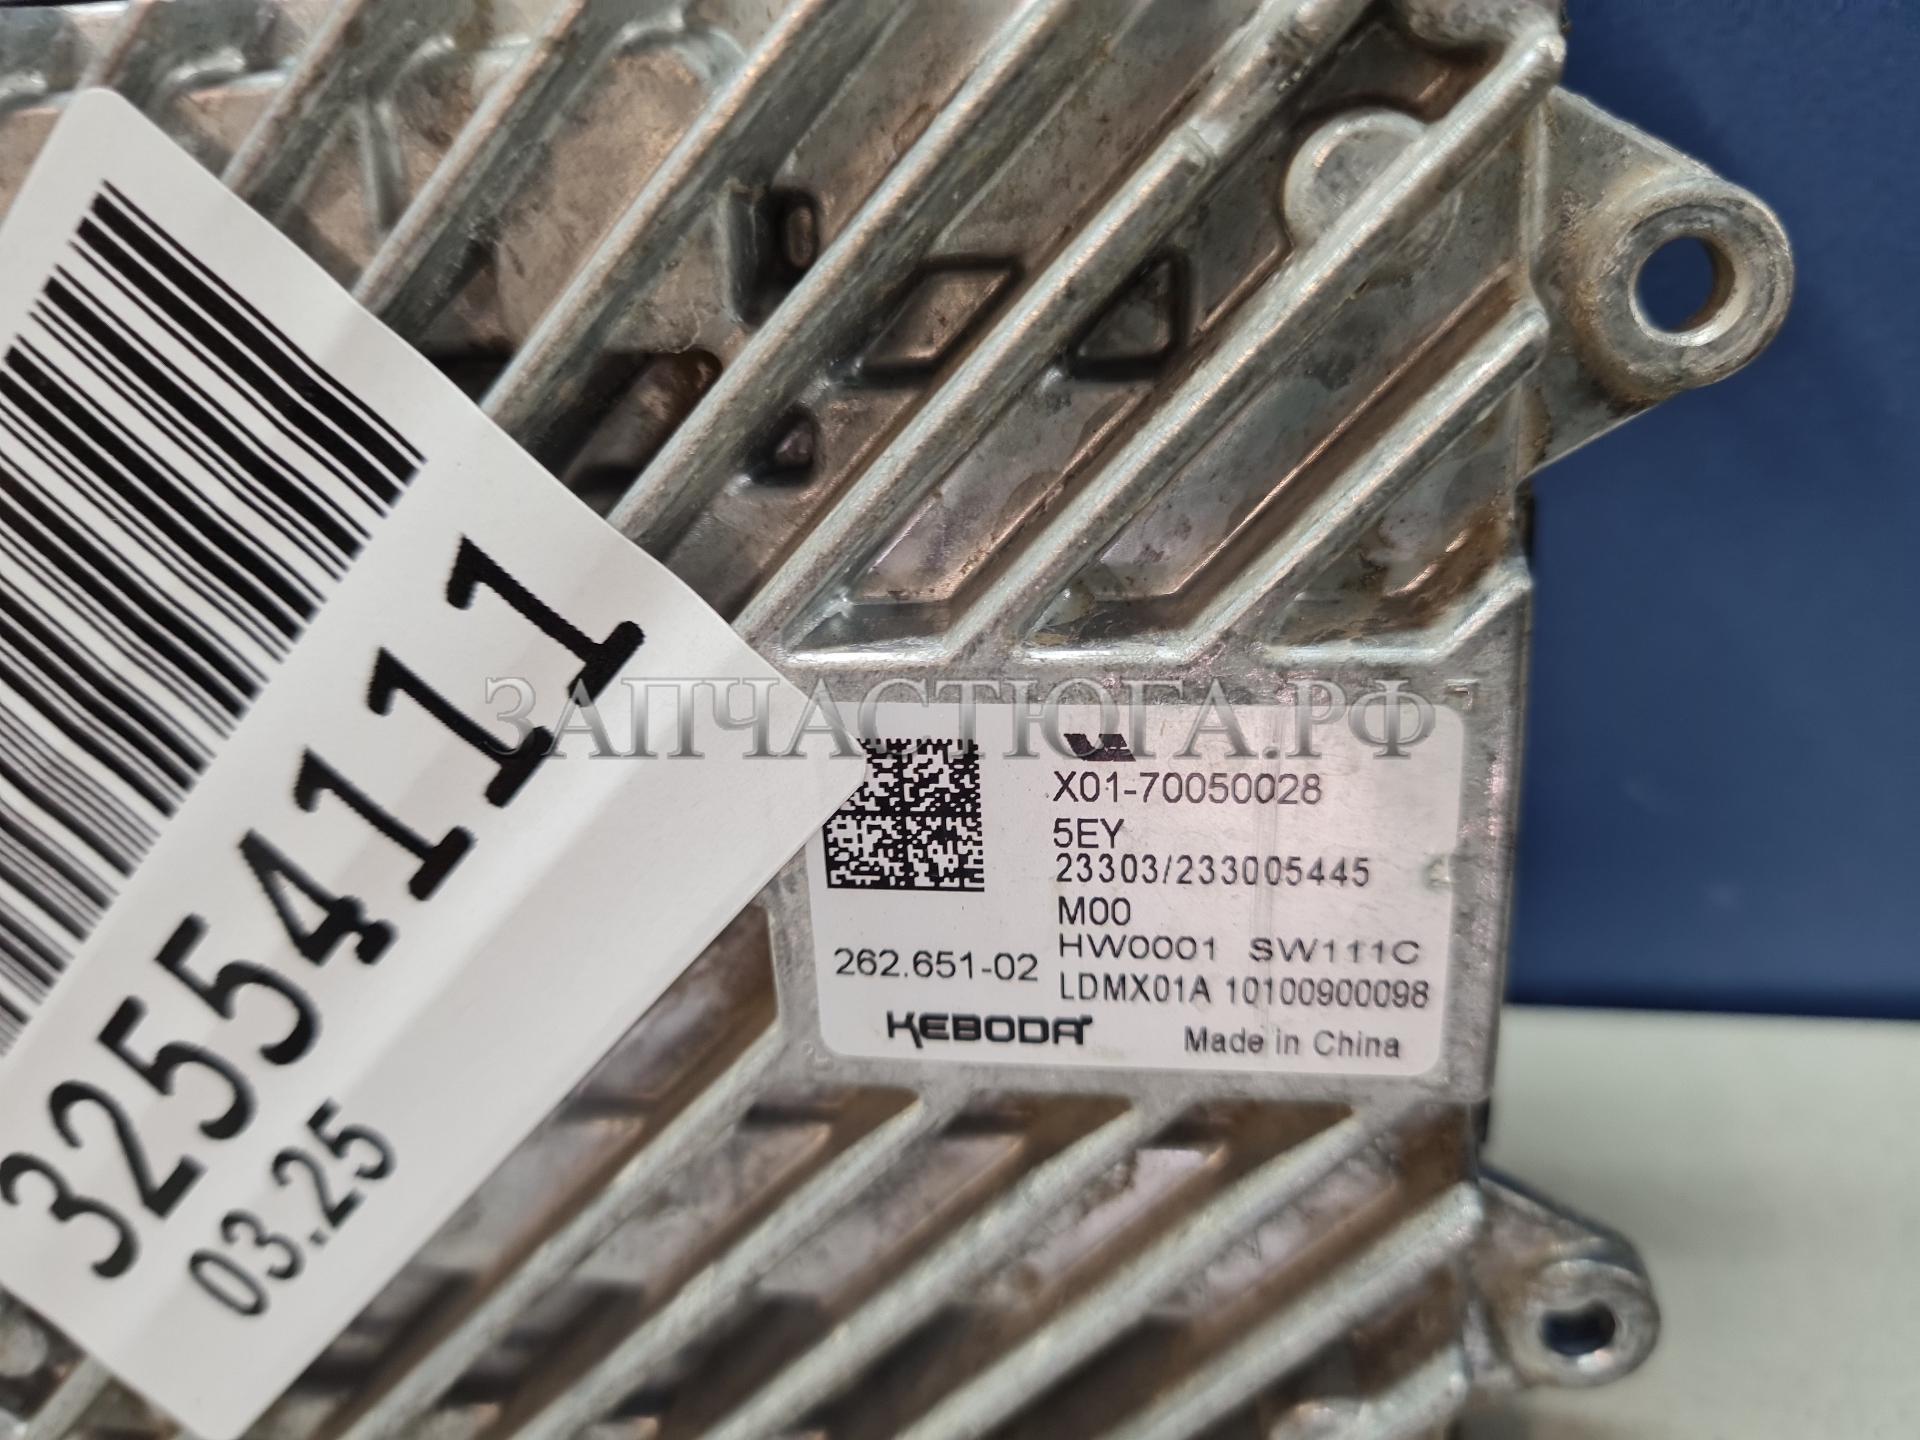 32554111
03.25
ЗАПЧАСТЮГА.РФ
X01-70050028
5EY
23303/233005445
M00
HW0001 SW111C
262.651-02
LDMX01A 10100900098
KEBODA
Made in China